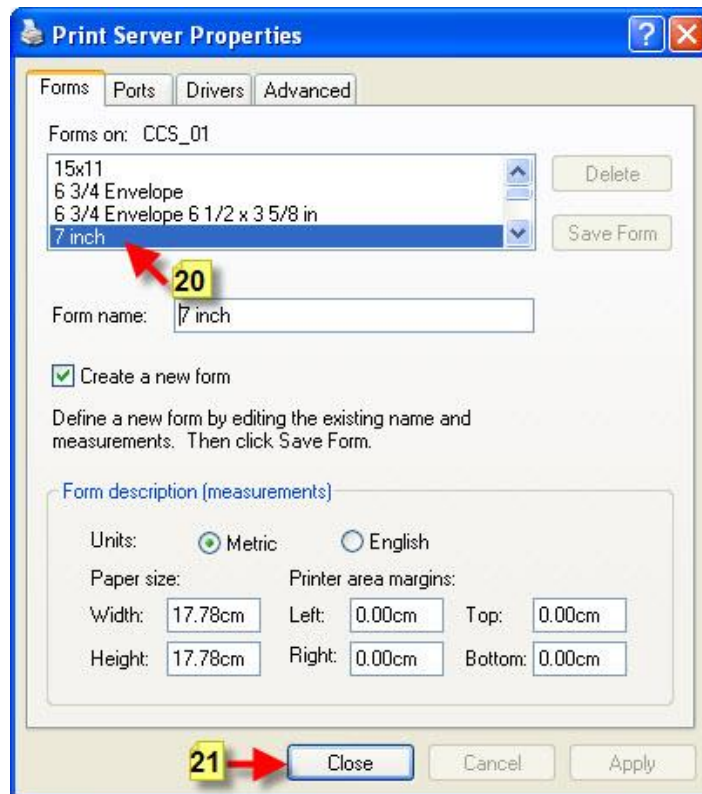 Print Server Properties
Forms Ports Drivers Advanced
Forms on: CCS_01
15x11
6 3/4 Envelope
6 3/4 Envelope 6 1/2 x 3 5/8 in
7 inch
Delete
Save Form
20
Form name: 7 inch
Create a new form
Define a new form by editing the existing name and
measurements. Then click Save Form.
Form description (measurements)
Units: Metric English
Paper size: Printer area margins:
Width: 17.78cm Left: 0.00cm Top: 0.00cm
Height: 17.78cm Right: 0.00cm Bottom: 0.00cm
21 Close Cancel Apply